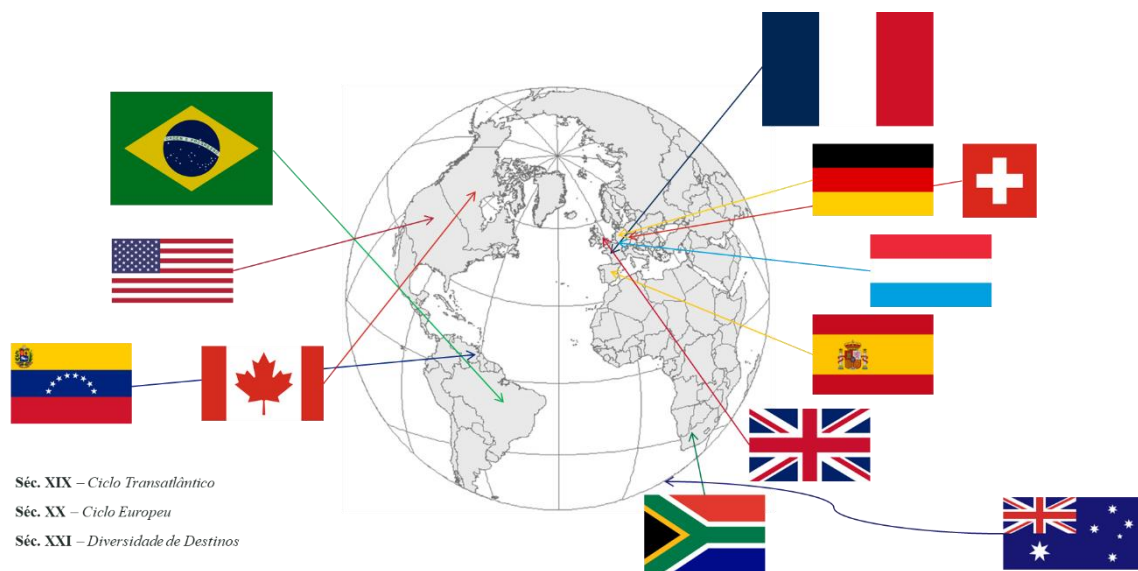 Séc. XIX – Ciclo Transatlântico
Séc. XX – Ciclo Europeu
Séc. XXI – Diversidade de Destinos